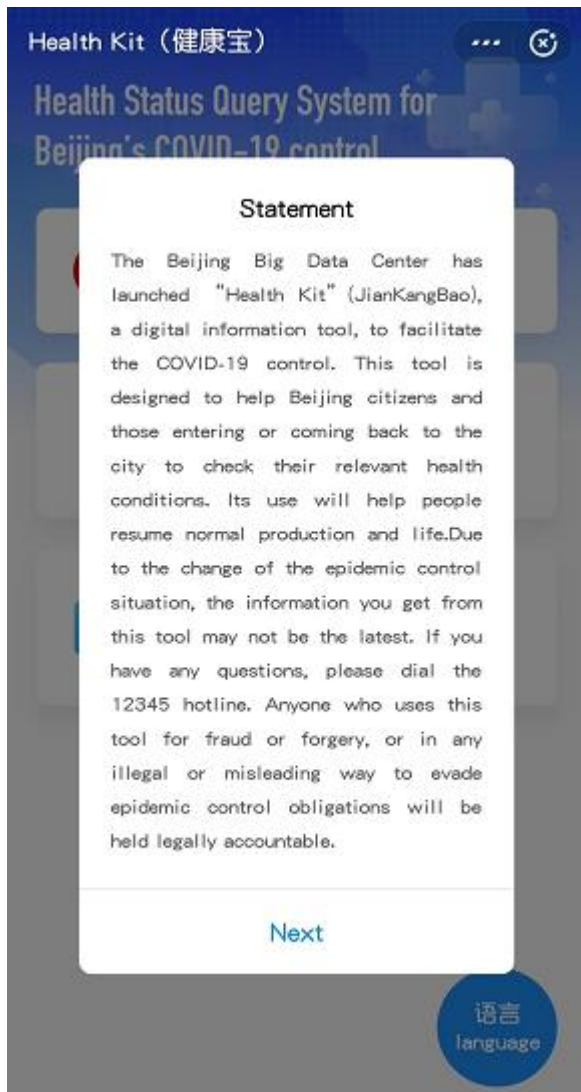 Health Kit（健康宝）
Health Status Query System for
Beijing's COVID-19 control
Statement
The Beijing Big Data Center has
launched “Health Kit”(JianKangBao),
a digital information tool, to facilitate
the COVID-19 control. This tool is
designed to help Beijing citizens and
those entering or coming back to the
city to check their relevant health
conditions. Its use will help people
resume normal production and life.Due
to the change of the epidemic control
situation, the information you get from
this tool may not be the latest. If you
have any questions, please dial the
12345 hotline. Anyone who uses this
tool for fraud or forgery, or in any
illegal or misleading way to evade
epidemic control obligations will be
held legally accountable.
Next
语言
language